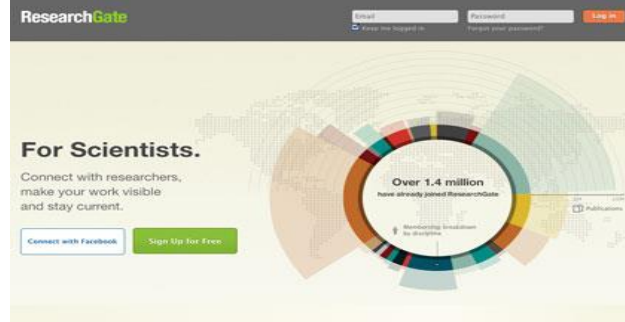 ResearchGate
Email
Password
Log in
Keep me logged in
Forgot your password?
For Scientists.
Connect with researchers,
make your work visible
and stay current.
Connect with Facebook
Sign Up for Free
Over 1.4 million
have already joined ResearchGate
Membership breakdown
by discipline
Publications